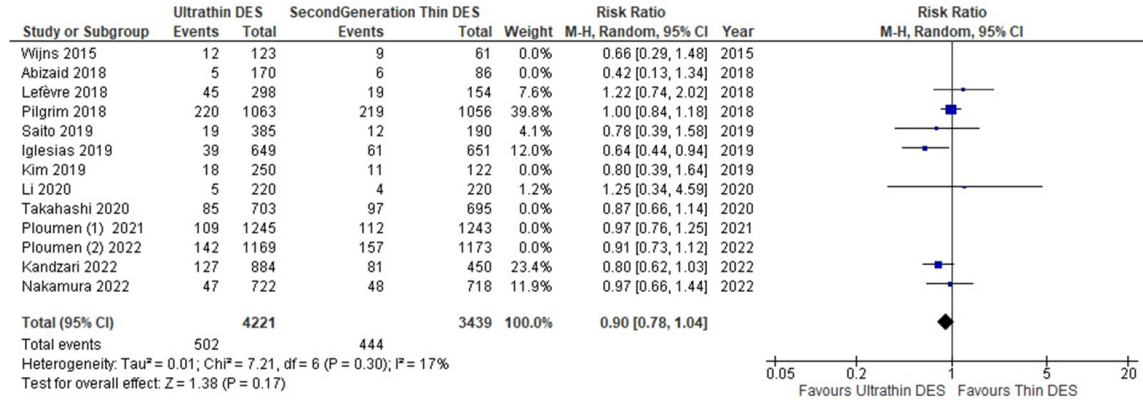 Ultrathin DES SecondGeneration Thin DES Risk Ratio Risk Ratio
Study or Subgroup Events Total Events Total Weight M-H, Random, 95% CI Year M-H, Random, 95% CI
Wijns 2015 12 123 9 61 0.0% 0.66 [0.29, 1.48] 2015
Abizaid 2018 5 170 6 86 0.0% 0.42 [0.13, 1.34] 2018
Lefèvre 2018 45 298 19 154 7.6% 1.22 [0.74, 2.02] 2018
Pilgrim 2018 220 1063 219 1056 39.8% 1.00 [0.84, 1.18] 2018
Saito 2019 19 385 12 190 4.1% 0.78 [0.39, 1.58] 2019
Iglesias 2019 39 649 61 651 12.0% 0.64 [0.44, 0.94] 2019
Kim 2019 18 250 11 122 0.0% 0.80 [0.39, 1.64] 2019
Li 2020 5 220 4 220 1.2% 1.25 [0.34, 4.59] 2020
Takahashi 2020 85 703 97 695 0.0% 0.87 [0.66, 1.14] 2020
Ploumen (1) 2021 109 1245 112 1243 0.0% 0.97 [0.76, 1.25] 2021
Ploumen (2) 2022 142 1169 157 1173 0.0% 0.91 [0.73, 1.12] 2022
Kandzari 2022 127 884 81 450 23.4% 0.80 [0.62, 1.03] 2022
Nakamura 2022 47 722 48 718 11.9% 0.97 [0.66, 1.44] 2022
Total (95% CI) 4221 3439 100.0% 0.90 [0.78, 1.04]
Total events 502 444
Heterogeneity: Tau² = 0.01; Chi² = 7.21, df = 6 (P = 0.30); I² = 17%
Test for overall effect: Z = 1.38 (P = 0.17)
0.05 0.2 1 5 20
Favours Ultrathin DES Favours Thin DES